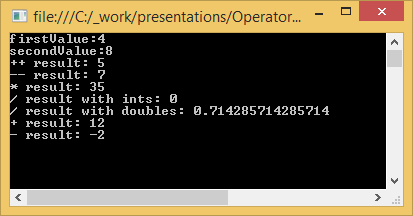 file:///C:/_work/presentations/Operator...
firstValue:4
secondValue:8
++ result: 5
-- result: 7
* result: 35
/ result with ints: 0
/ result with doubles: 0.714285714285714
+ result: 12
- result: -2